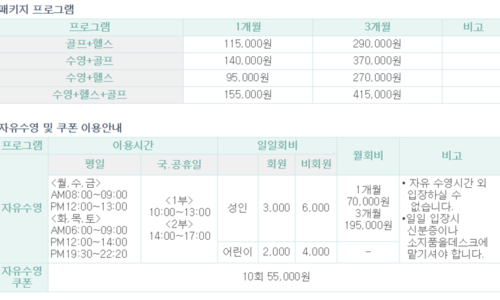 패키지 프로그램
프로그램 1개월 3개월 비고
골프+헬스 115,000원 290,000원
수영+골프 140,000원 370,000원
수영+헬스 95,000원 270,000원
수영+헬스+골프 155,000원 415,000원
자유수영 및 쿠폰 이용안내
프로그램 이용시간 일일회비 월회비 비고
평일 국.공휴일 회원 비회원
자유수영
<월.수.금>
AM08:00~09:00
PM12:00~13:00
<화.목.토>
AM06:00~09:00
PM12:00~14:00
PM19:30~22:20
<1부>
10:00~13:00
<2부>
14:00~17:00
성인 3,000 6,000
1개월
70,000원
3개월
195,000원
어린이 2,000 4,000 -
• 자유 수영시간 외
입장하실 수
없습니다.
•일일 입장시
신분증이나
소지품을데스크에
맡기셔야 합니다.
자유수영
쿠폰
10회 55,000원